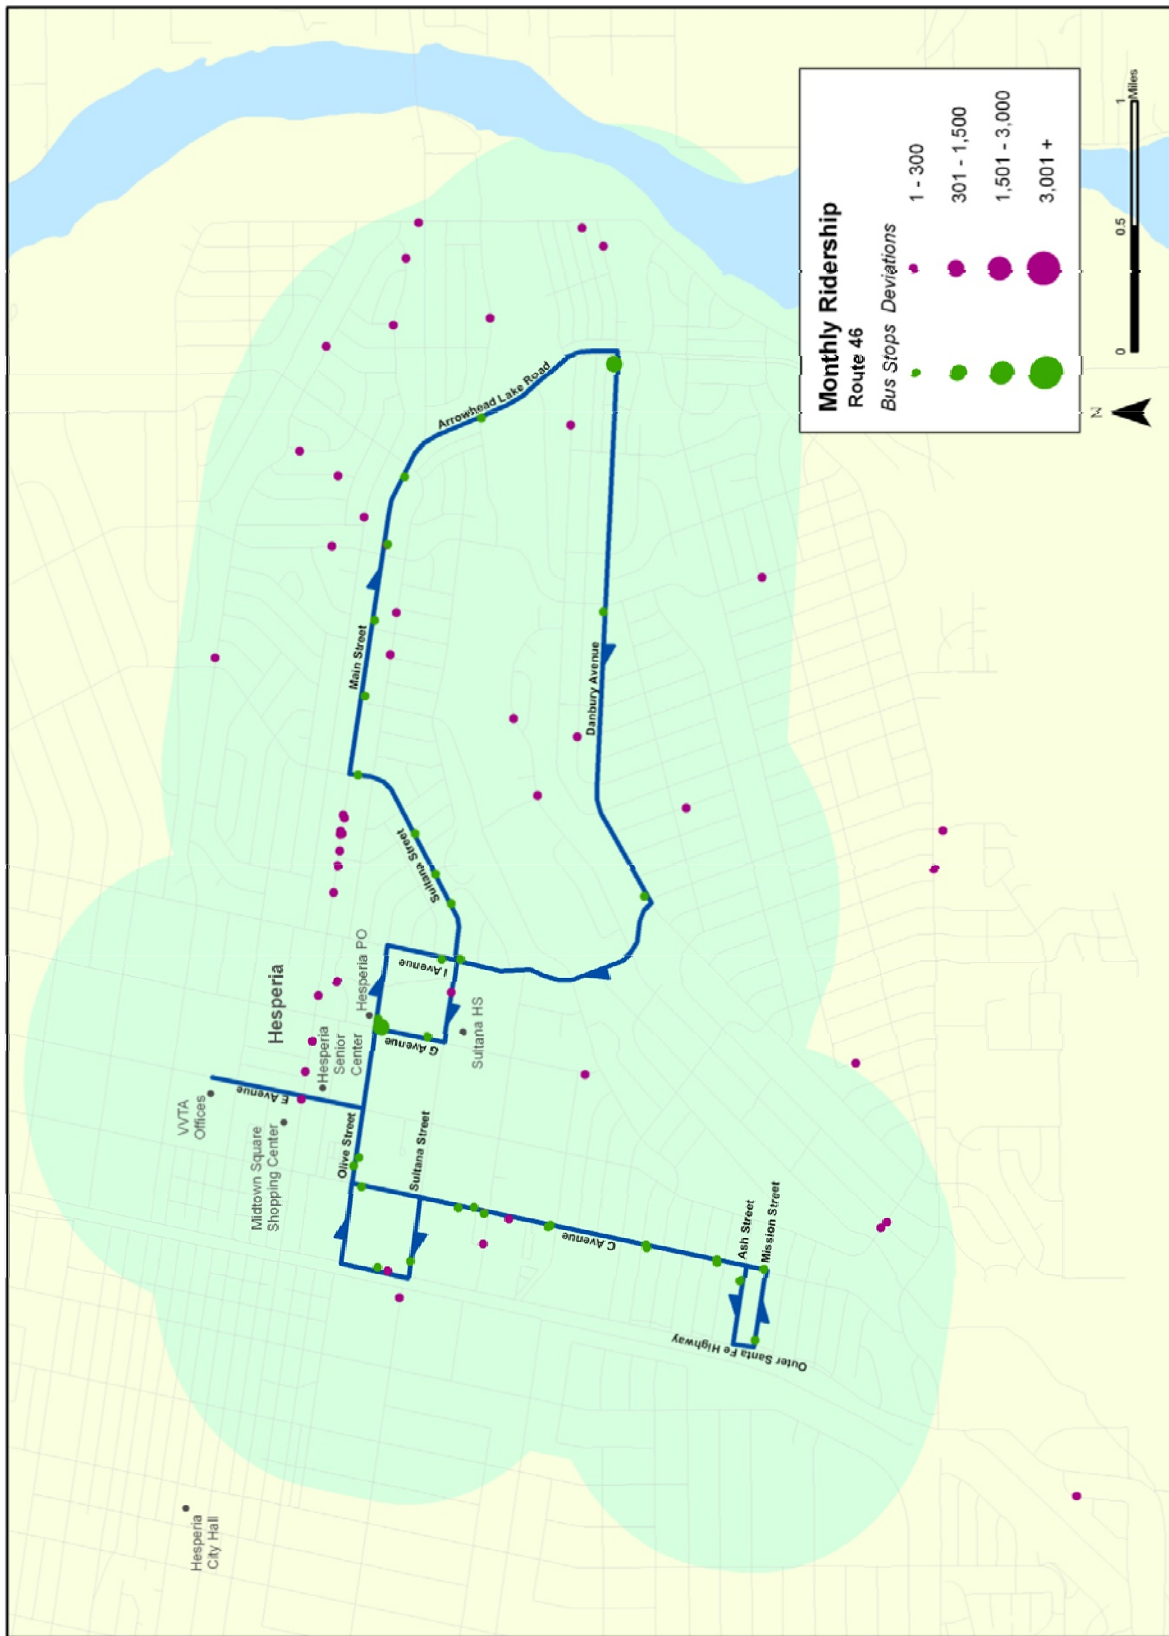 VVTA
Offices
Hesperia
City Hall
Midtown Square
Shopping Center
Hesperia
Senior
Center
Hesperia
Hesperia PO
Sultana HS
E Avenue
Olive Street
Sultana Street
G Avenue
I Avenue
Sultana Street
Main Street
Arrowhead Lake Road
Danbury Avenue
C Avenue
Ash Street
Mission Street
Outer Santa Fe Highway
Monthly Ridership
Route 46
Bus Stops Deviations
1 - 300
301 - 1,500
1,501 - 3,000
3,001 +
N
0 0.5 1
Miles